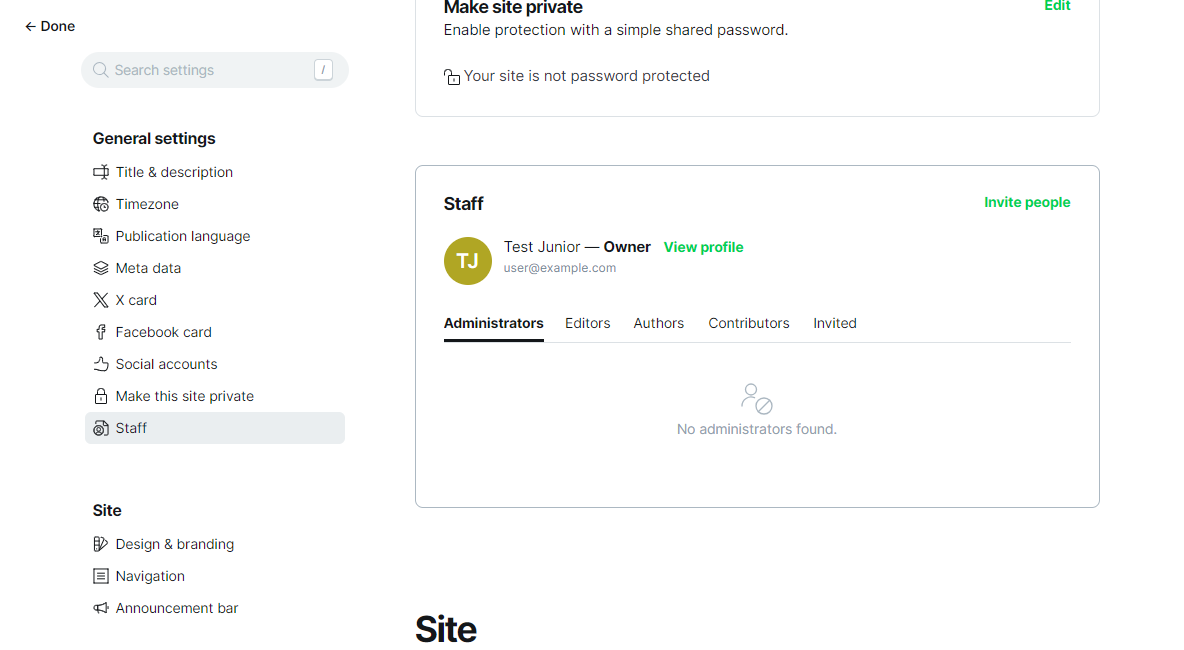 ← Done
Search settings /
General settings
Title & description
Timezone
Publication language
Meta data
X card
Facebook card
Social accounts
Make this site private
Staff
Site
Design & branding
Navigation
Announcement bar
Make site private Edit
Enable protection with a simple shared password.
Your site is not password protected
Staff Invite people
TJ
Test Junior — Owner View profile
user@example.com
Administrators Editors Authors Contributors Invited
No administrators found.
Site